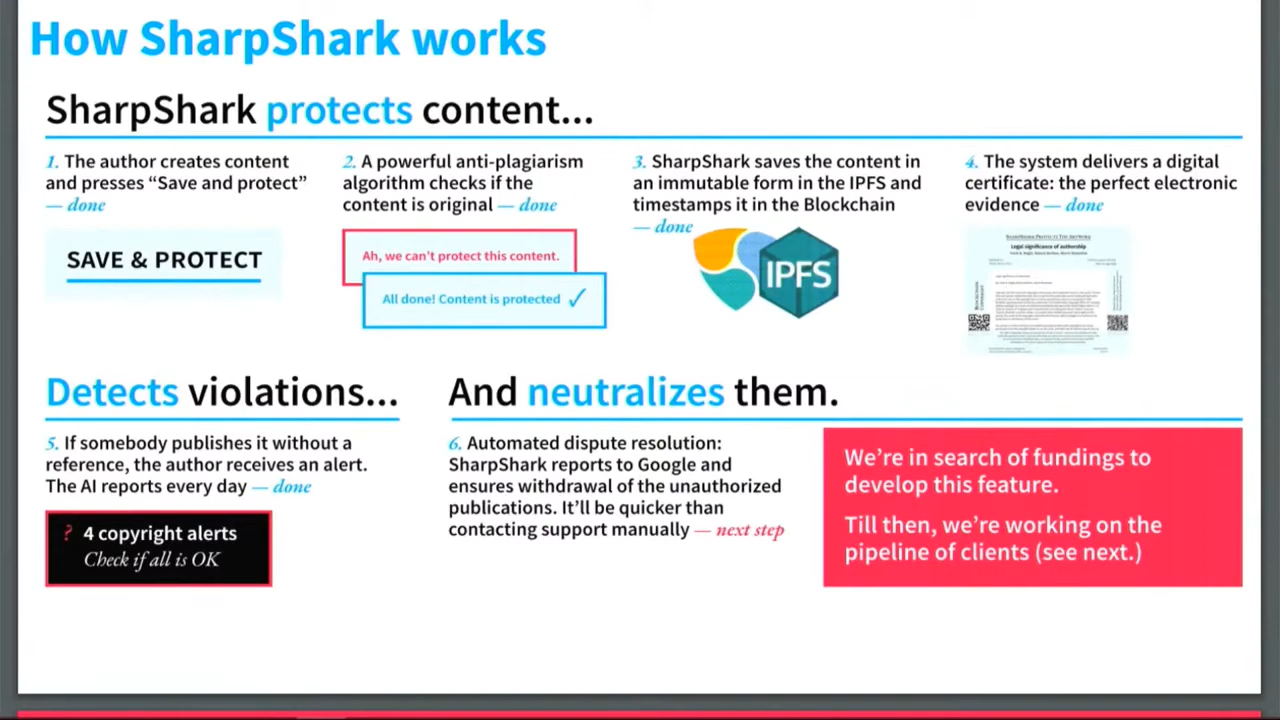 How SharpShark works
SharpShark protects content...
1. The author creates content
and presses “Save and protect”
— done
SAVE & PROTECT
2. A powerful anti-plagiarism
algorithm checks if the
content is original — done
Ah, we can't protect this content.
All done! Content is protected ✓
3. SharpShark saves the content in
an immutable form in the IPFS and
timestamps it in the Blockchain
— done
IPFS
4. The system delivers a digital
certificate: the perfect electronic
evidence — done
Legal significance of authorship
Detects violations...
5. If somebody publishes it without a
reference, the author receives an alert.
The AI reports every day — done
? 4 copyright alerts
Check if all is OK
And neutralizes them.
6. Automated dispute resolution:
SharpShark reports to Google and
ensures withdrawal of the unauthorized
publications. It’ll be quicker than
contacting support manually — next step
We’re in search of fundings to
develop this feature.
Till then, we’re working on the
pipeline of clients (see next.)